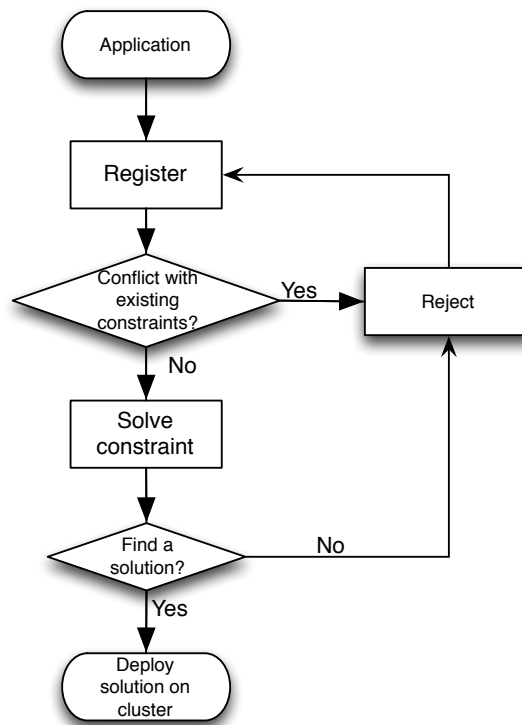 Application
Register
Conflict with
existing
constraints?
Yes
Reject
No
Solve
constraint
Find a
solution?
No
Yes
Deploy
solution on
cluster